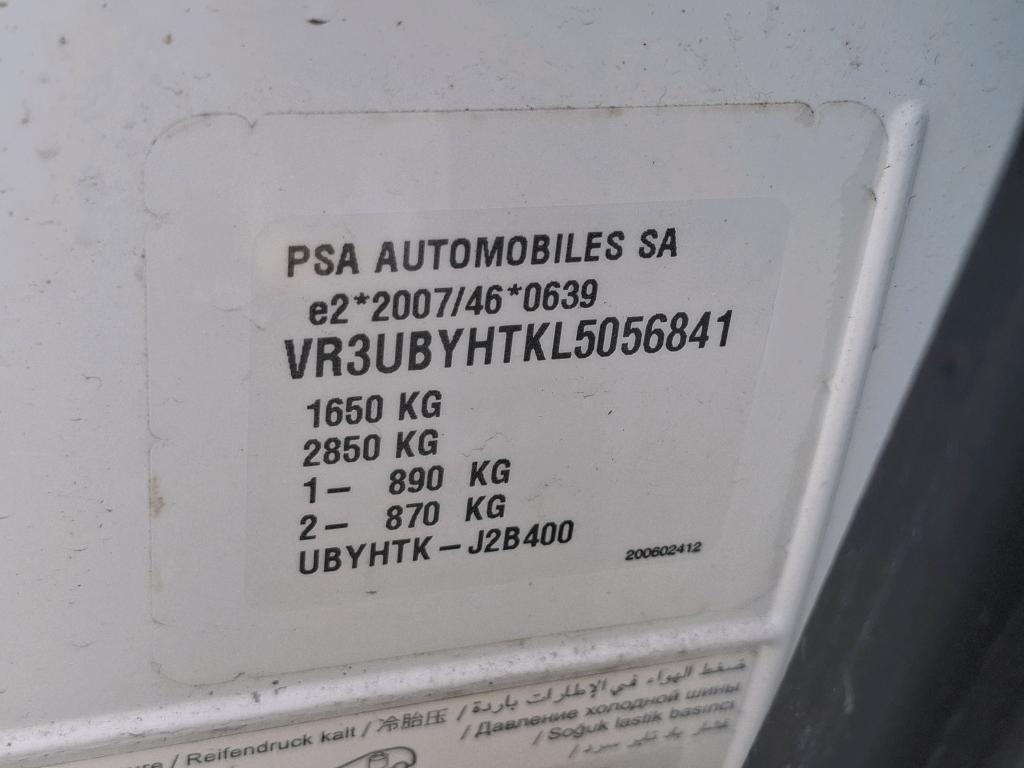 PSA AUTOMOBILES SA
e2*2007/46*0639
VR3UBYHTKL5056841
1650 KG
2850 KG
1- 890 KG
2- 870 KG
UBYHTK-J2B400
200602412
ضغط الهواء في الإطارات باردة /
/ Reifendruck kalt / 冷胎压 / Давление холодной шины
/ Soğuk lastik basıncı